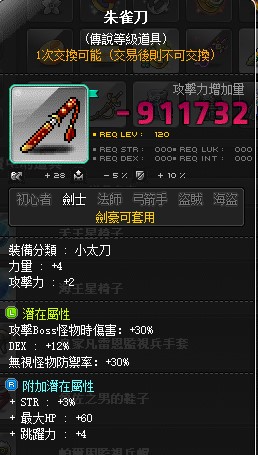 朱雀刀
(傳說等級道具)
1次交換可能 (交易後則不可交換)
攻擊力增加量
-911732
REQ LEV : 120
REQ STR : 000 REQ LUK : 000
REQ DEX : 000 REQ INT : 000
+ 28 - 5 % + 10 %
初心者 劍士 法師 弓箭手 盜賊 海盜
劍豪可套用
裝備分類 : 小太刀
力量 : +4
攻擊力 : +2
L 潛在屬性
攻擊Boss怪物時傷害: +30%
DEX : +12%
無視怪物防禦率: +30%
R 附加潛在屬性
+ STR : +3%
+ 最大HP : +60
+ 跳躍力 : +4